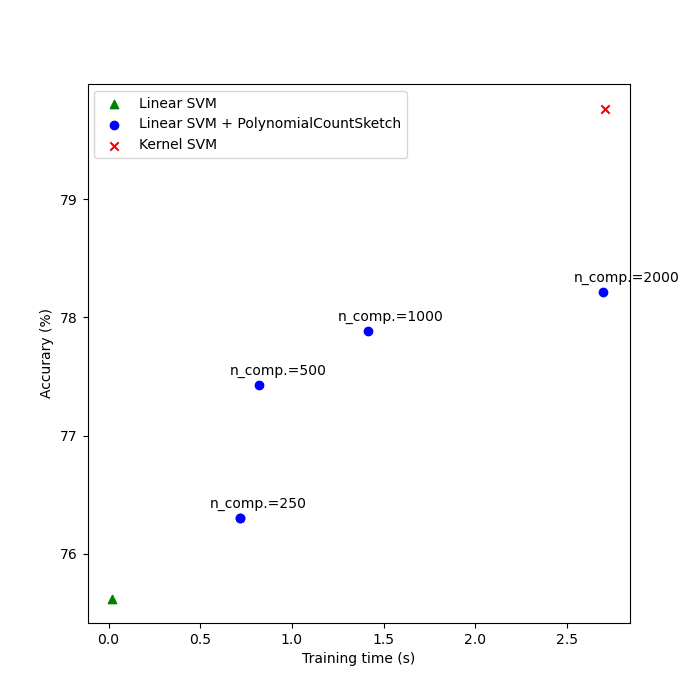 Linear SVM
Linear SVM + PolynomialCountSketch
Kernel SVM
79
n_comp.=2000
78
n_comp.=1000
n_comp.=500
77
n_comp.=250
76
Accurary (%)
0.0 0.5 1.0 1.5 2.0 2.5
Training time (s)